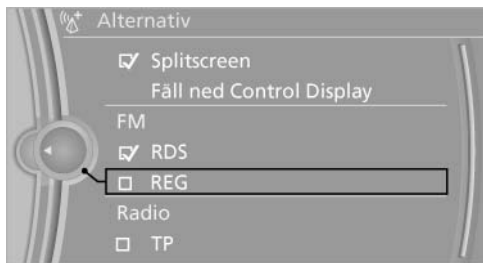 Alternativ
Splitscreen
Fäll ned Control Display
FM
RDS
REG
Radio
TP